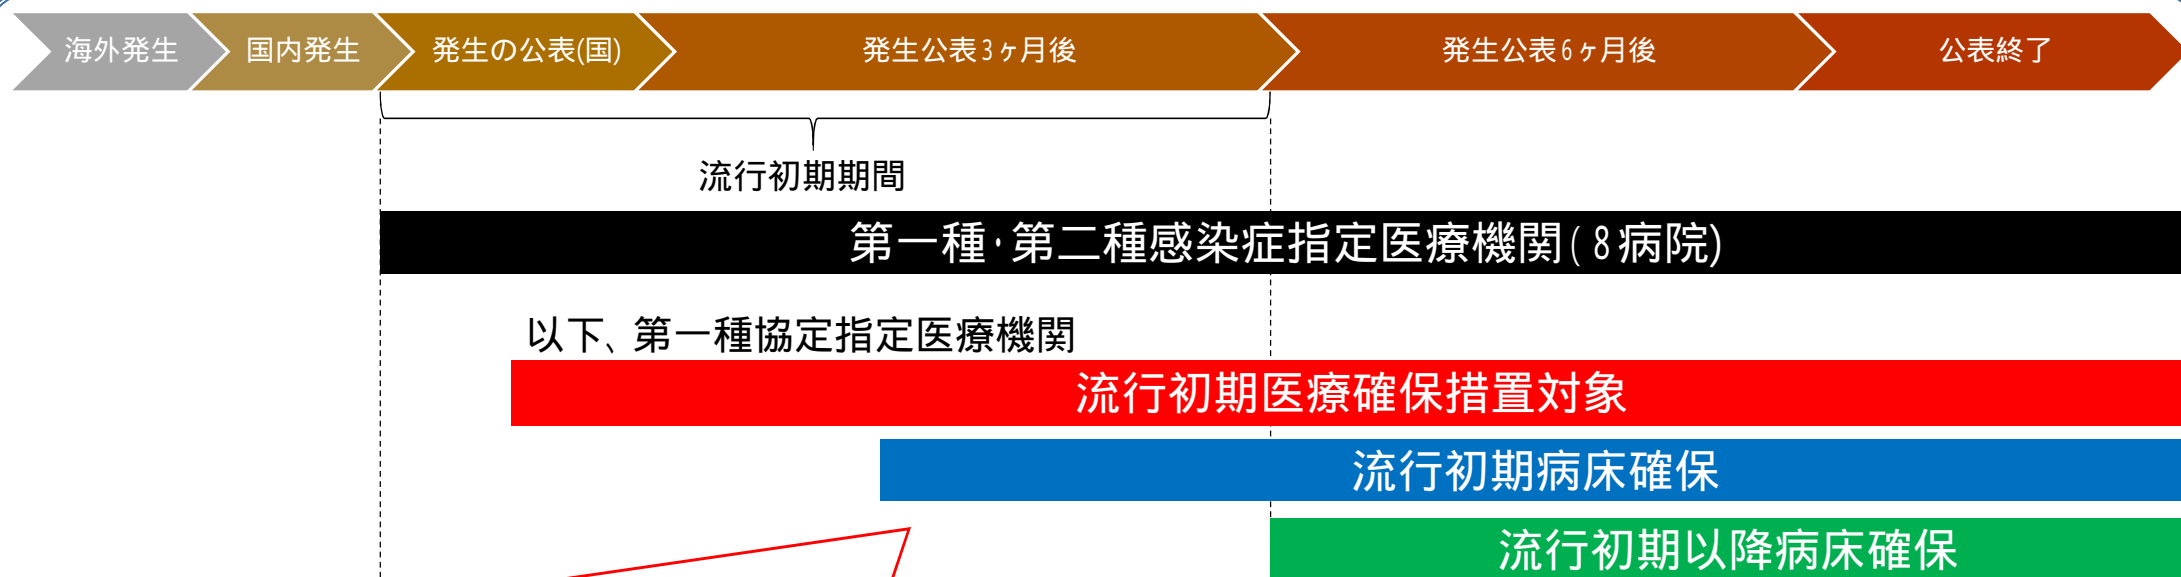 海外発生
国内発生
発生の公表(国)
発生公表3ヶ月後
発生公表6ヶ月後
公表終了
流行初期期間
第一種・第二種感染症指定医療機関(8病院)
以下、第一種協定指定医療機関
流行初期医療確保措置対象
流行初期病床確保
流行初期以降病床確保